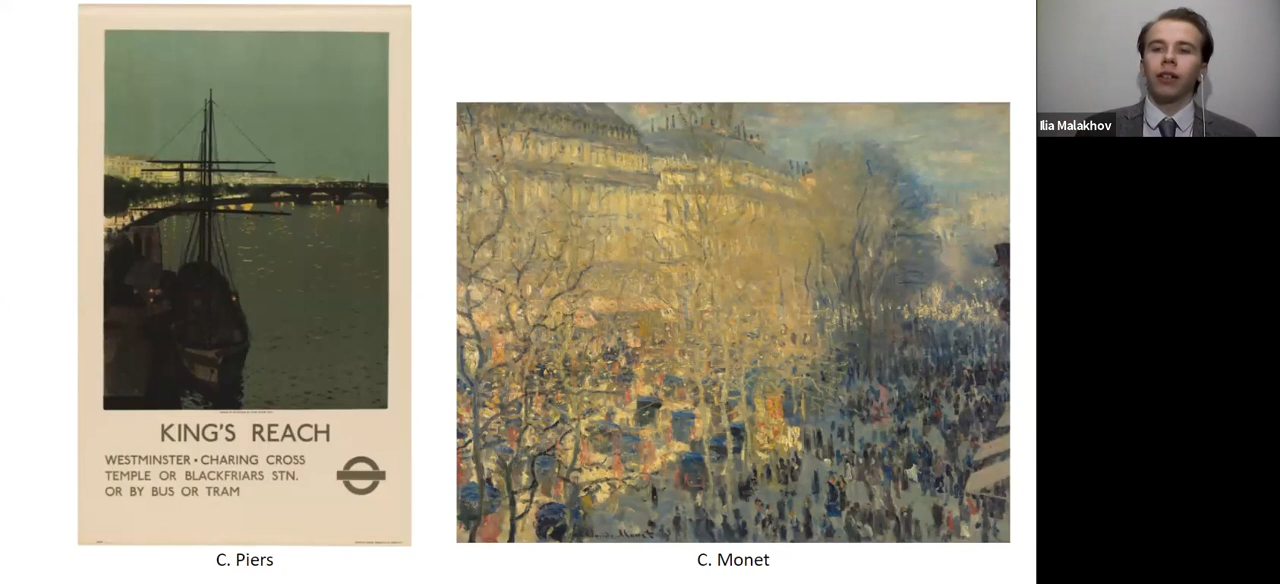 KING'S REACH
WESTMINSTER • CHARING CROSS
TEMPLE OR BLACKFRIARS STN.
OR BY BUS OR TRAM
C. Piers
C. Monet
Ilia Malakhov